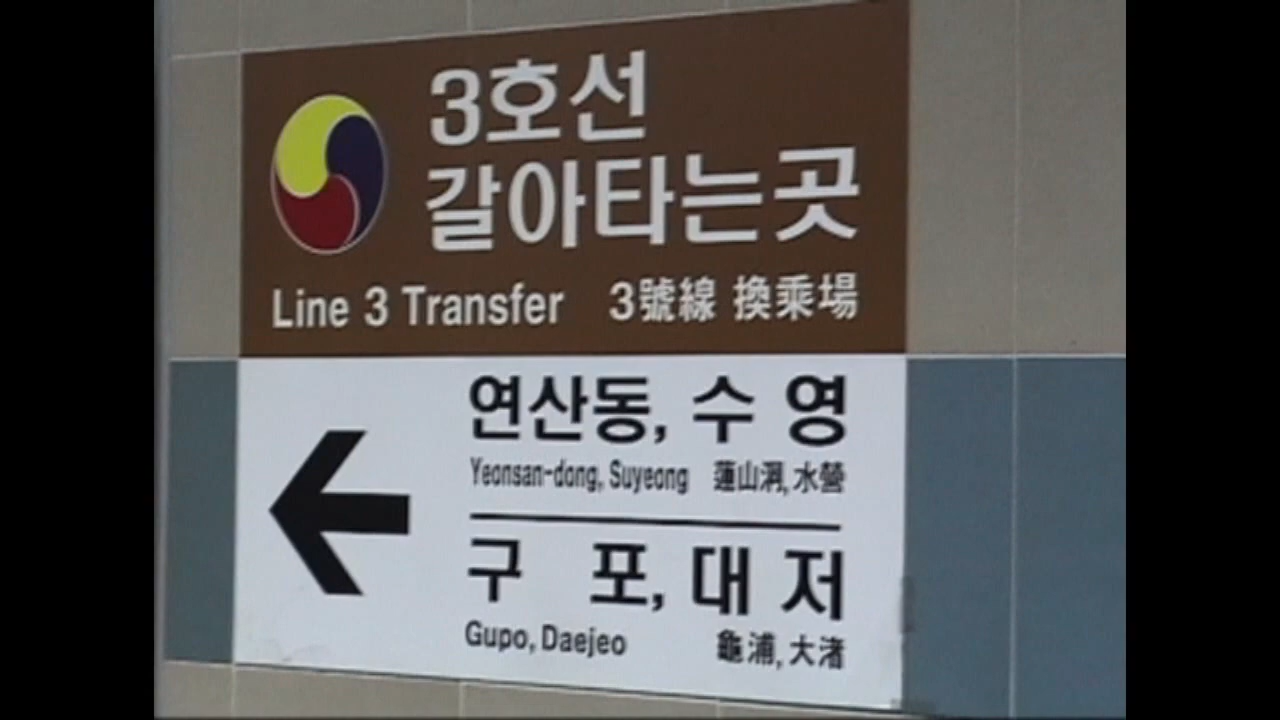 3호선
갈아타는곳
Line 3 Transfer 3號線 換乘場
연산동, 수 영
Yeonsan-dong, Suyeong 蓮山洞, 水營
구 포, 대 저
Gupo, Daejeo 龜浦, 大渚